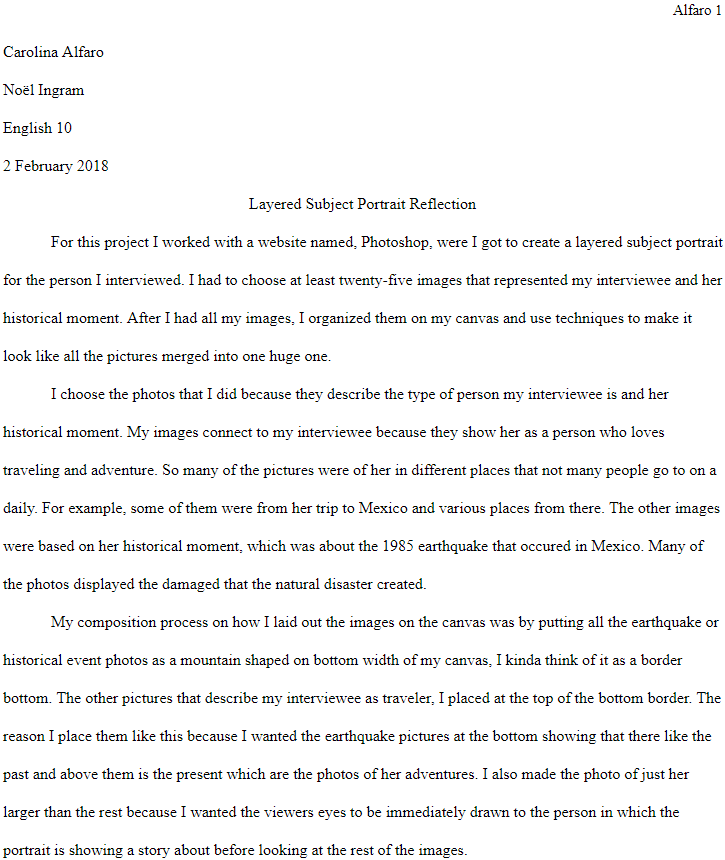 Alfaro 1
Carolina Alfaro
Noël Ingram
English 10
2 February 2018
Layered Subject Portrait Reflection
For this project I worked with a website named, Photoshop, were I got to create a layered subject portrait
for the person I interviewed. I had to choose at least twenty-five images that represented my interviewee and her
historical moment. After I had all my images, I organized them on my canvas and use techniques to make it
look like all the pictures merged into one huge one.
I choose the photos that I did because they describe the type of person my interviewee is and her
historical moment. My images connect to my interviewee because they show her as a person who loves
traveling and adventure. So many of the pictures were of her in different places that not many people go to on a
daily. For example, some of them were from her trip to Mexico and various places from there. The other images
were based on her historical moment, which was about the 1985 earthquake that occured in Mexico. Many of
the photos displayed the damaged that the natural disaster created.
My composition process on how I laid out the images on the canvas was by putting all the earthquake or
historical event photos as a mountain shaped on bottom width of my canvas, I kinda think of it as a border
bottom. The other pictures that describe my interviewee as traveler, I placed at the top of the bottom border. The
reason I place them like this because I wanted the earthquake pictures at the bottom showing that there like the
past and above them is the present which are the photos of her adventures. I also made the photo of just her
larger than the rest because I wanted the viewers eyes to be immediately drawn to the person in which the
portrait is showing a story about before looking at the rest of the images.